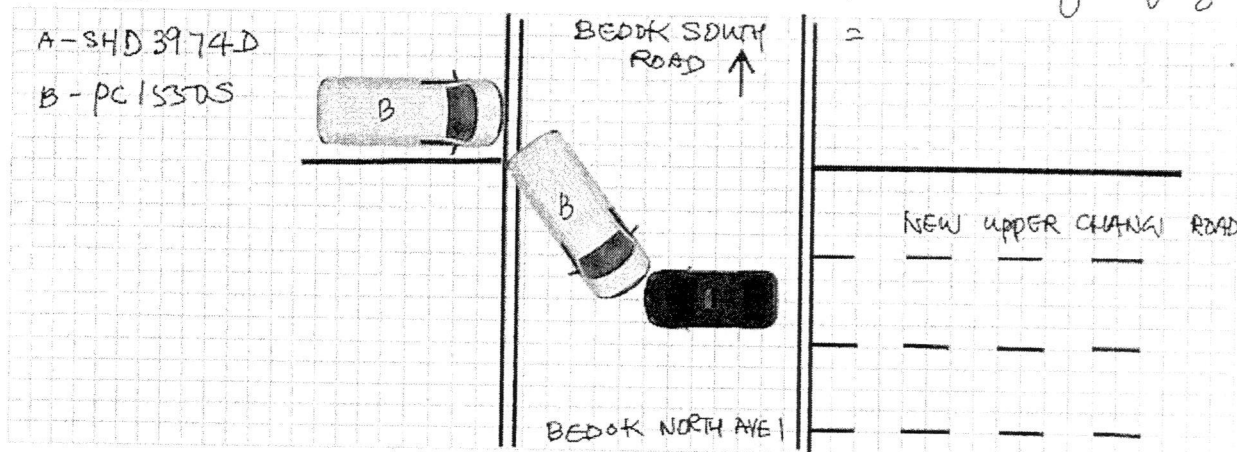 A - SHD 3974D
B - PC 1550S
BEDOK SOUTH
ROAD
B
B
NEW UPPER CHANGI ROAD
BEDOK NORTH AVE 1